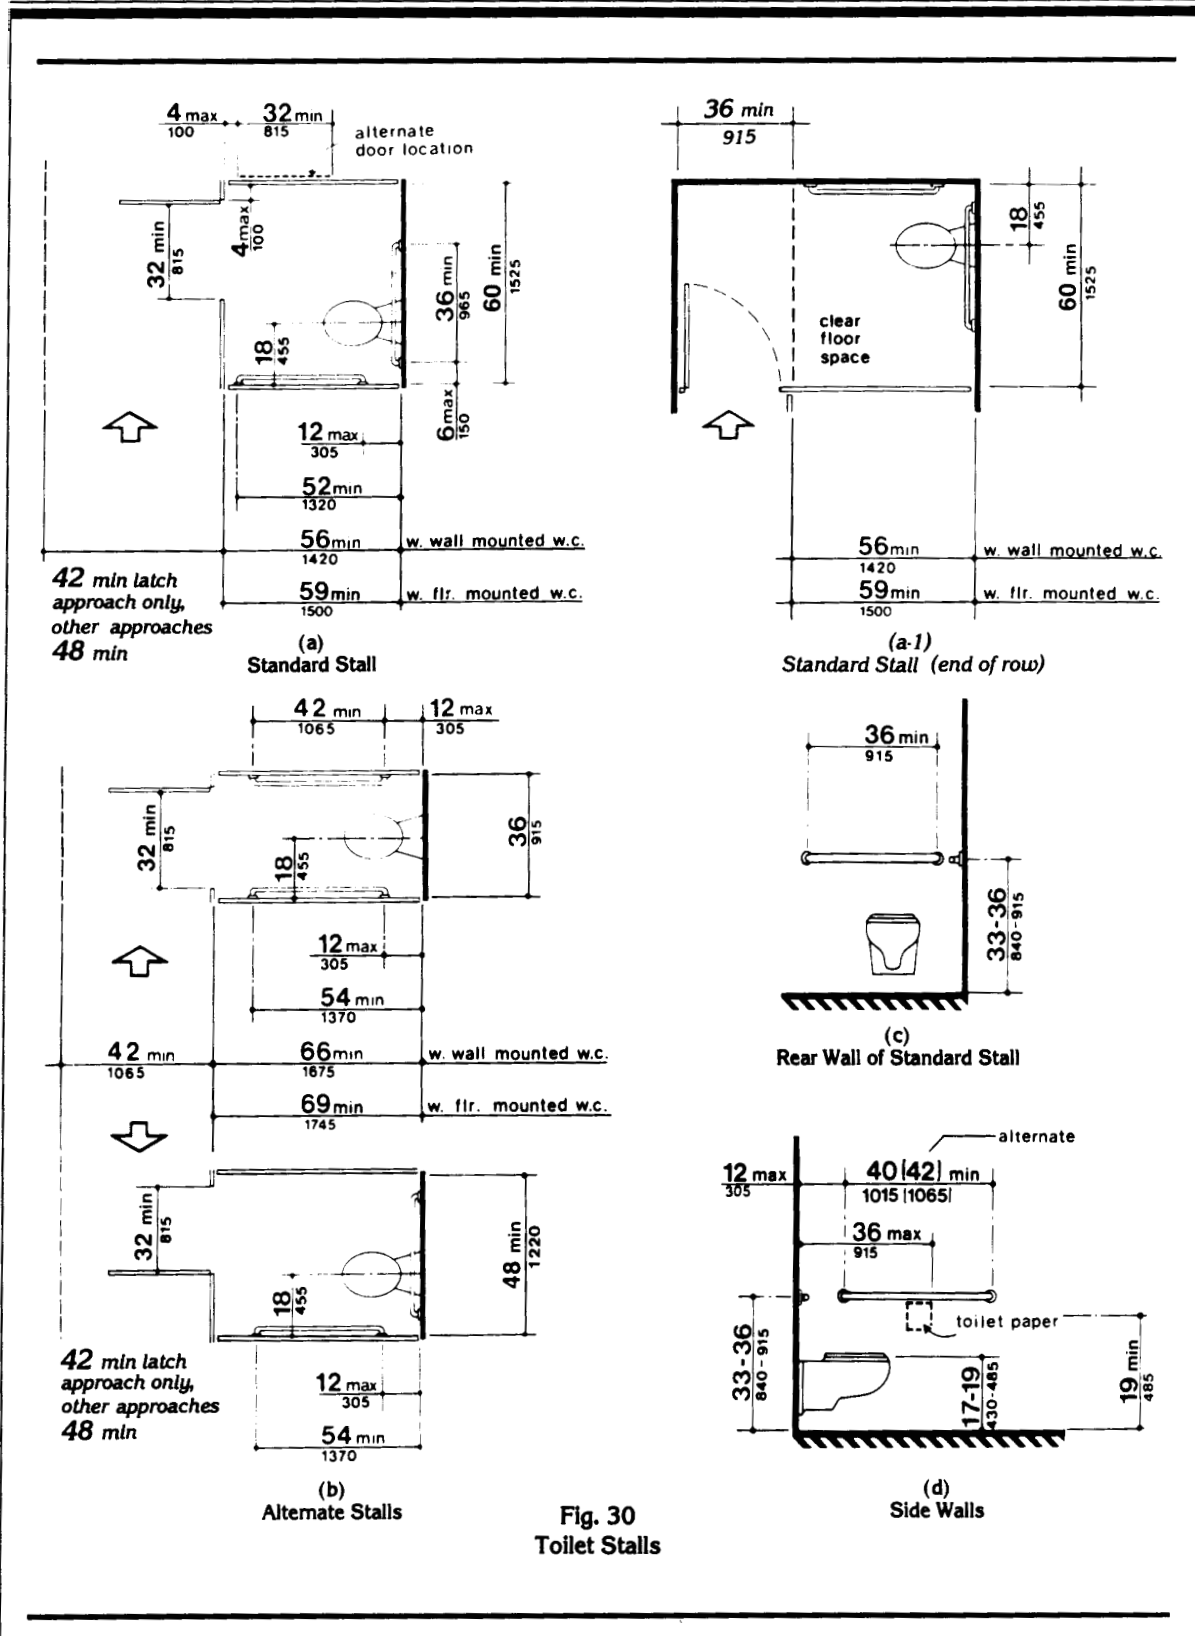 4 max
100
32 min
815
alternate
door location
32 min
815
4 max
100
36 min
965
60 min
1525
18
455
6 max
150
12 max
305
52 min
1320
56 min
1420
w. wall mounted w.c.
59 min
1500
w. flr. mounted w.c.
42 min latch
approach only,
other approaches
48 min
(a)
Standard Stall
36 min
915
18
455
60 min
1525
clear
floor
space
56 min
1420
w. wall mounted w.c.
59 min
1500
w. flr. mounted w.c.
(a-1)
Standard Stall (end of row)
42 min
1065
12 max
305
32 min
815
18
455
36
915
12 max
305
54 min
1370
42 min
1065
66 min
1675
w. wall mounted w.c.
69 min
1745
w. flr. mounted w.c.
32 min
815
18
455
48 min
1220
42 min latch
approach only,
other approaches
48 min
12 max
305
54 min
1370
(b)
Alternate Stalls
36 min
915
33-36
840-915
(c)
Rear Wall of Standard Stall
alternate
12 max
305
40 (42) min
1015 (1065)
36 max
915
toilet paper
33-36
840-915
17-19
430-485
19 min
485
(d)
Side Walls
Fig. 30
Toilet Stalls